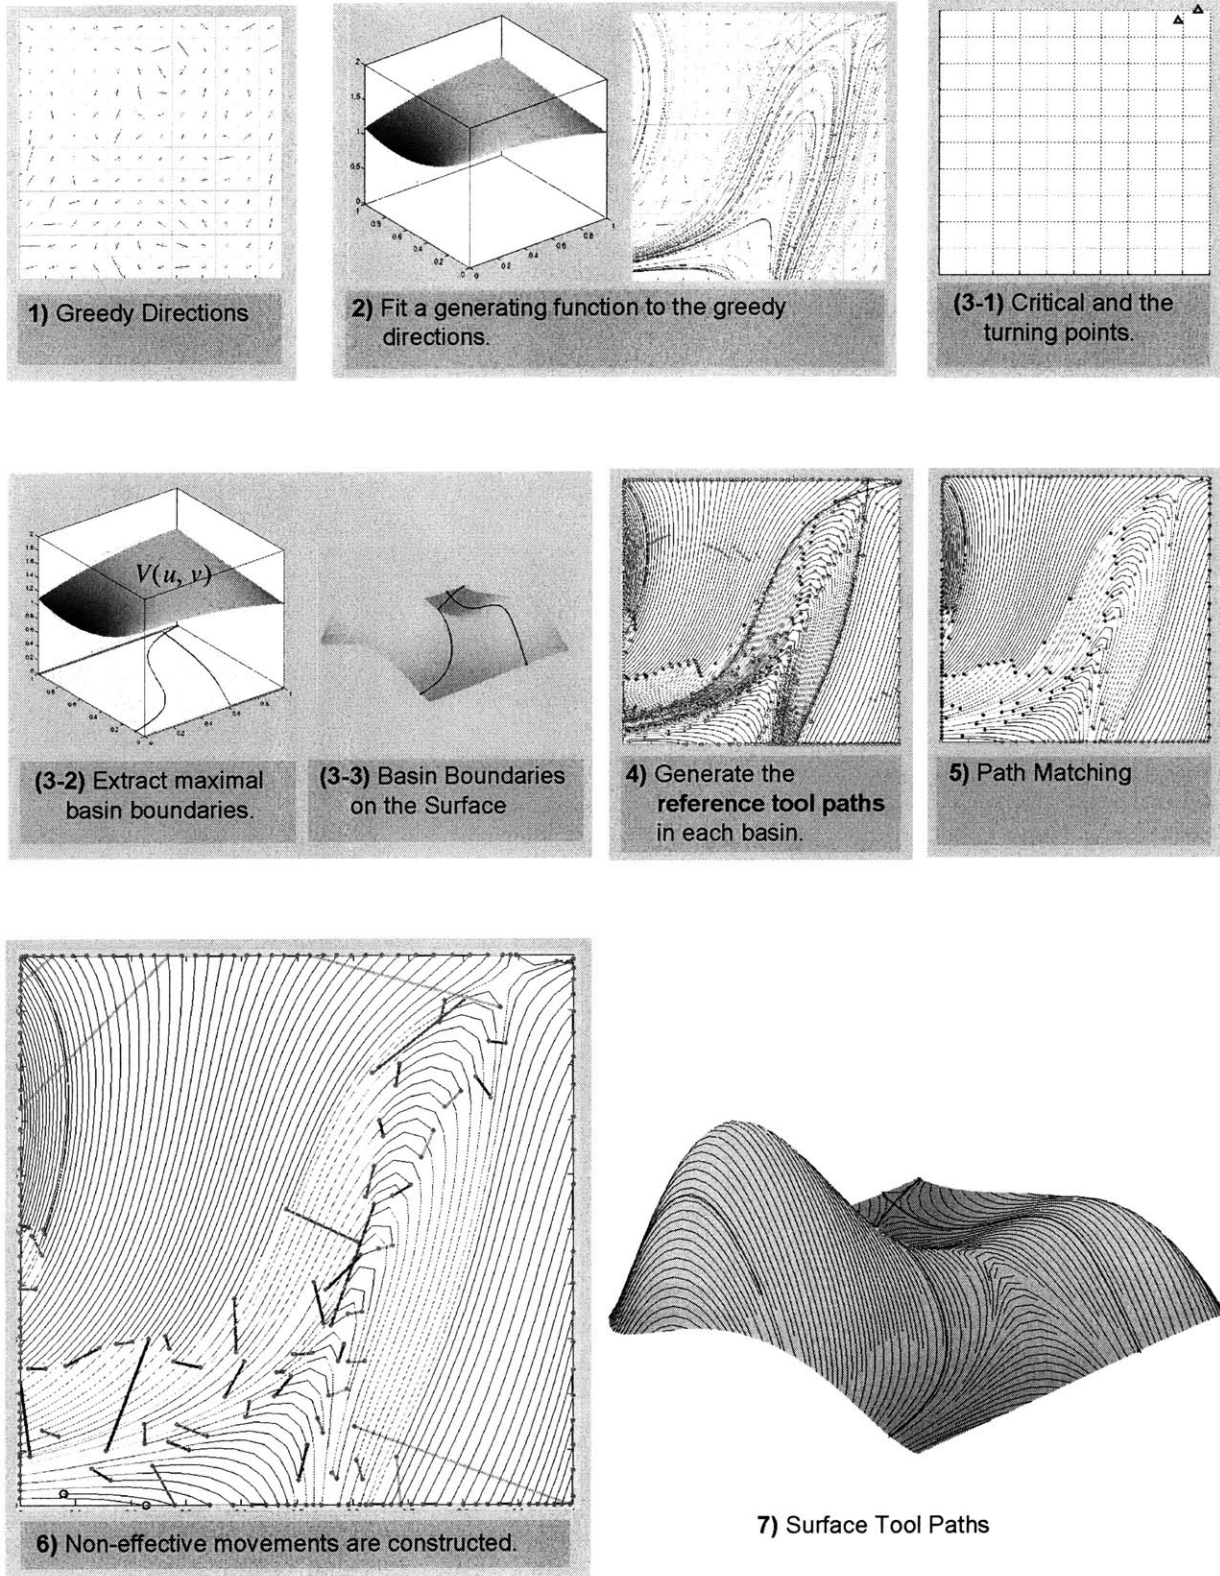 1) Greedy Directions
2) Fit a generating function to the greedy
directions.
(3-1) Critical and the
turning points.
V(u, v)
(3-2) Extract maximal
basin boundaries.
(3-3) Basin Boundaries
on the Surface
4) Generate the
reference tool paths
in each basin.
5) Path Matching
6) Non-effective movements are constructed.
7) Surface Tool Paths